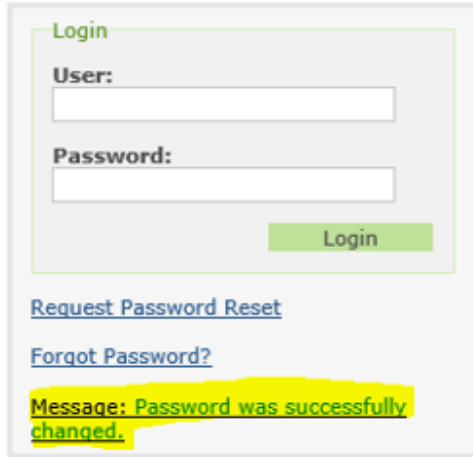 Login
User:
Password:
Login
Request Password Reset
Forgot Password?
Message: Password was successfully
changed.